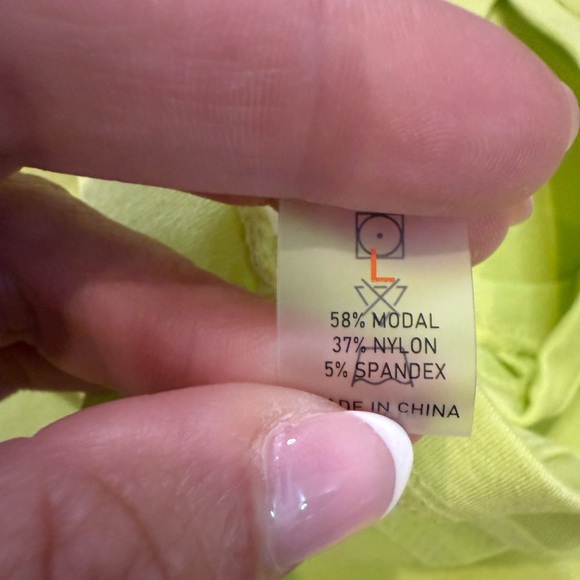 L
58% MODAL
37% NYLON
5% SPANDEX
IN CHINA